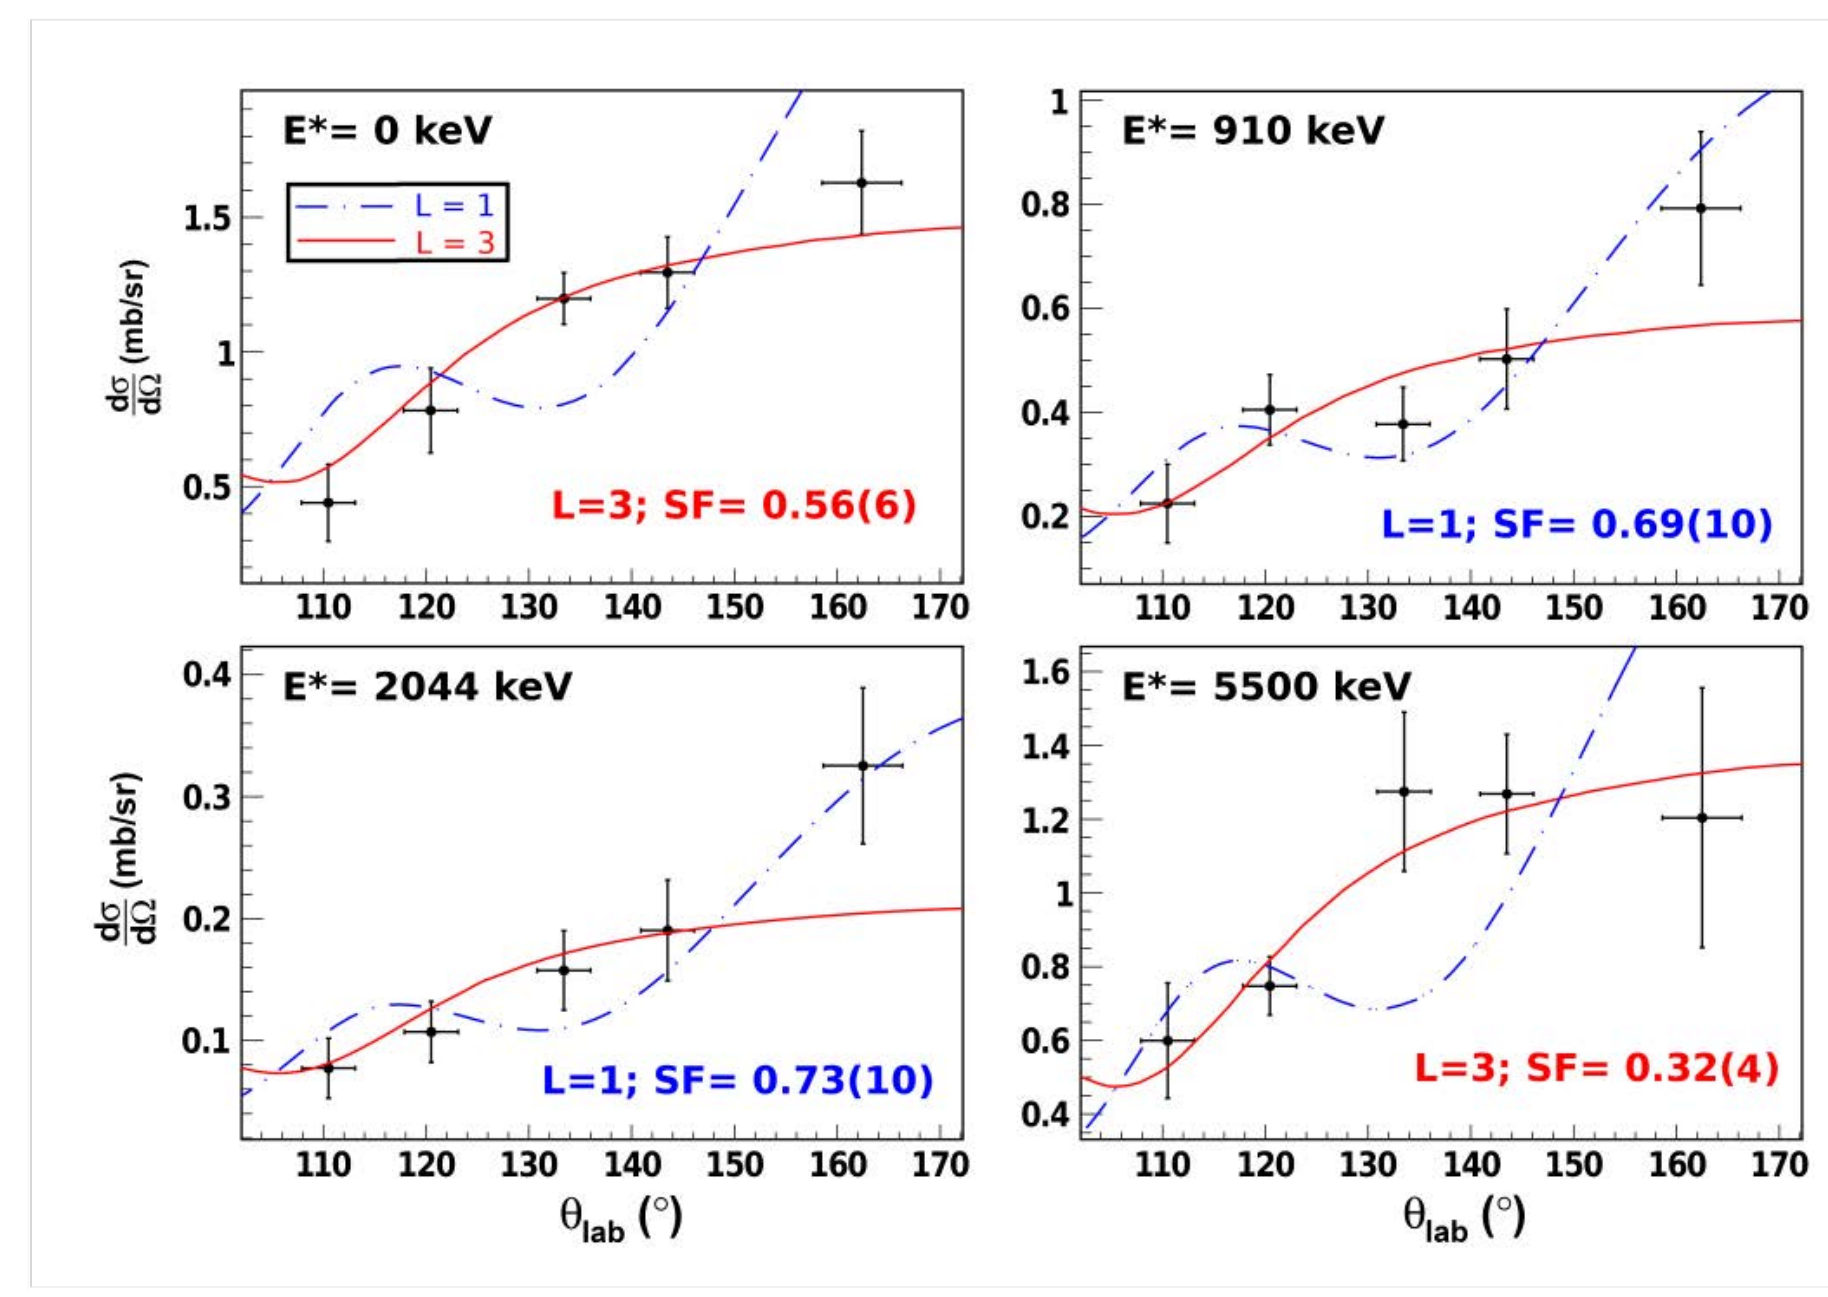 E*= 0 keV
L = 1
L = 3
1.5
1
0.5
dσ
dΩ (mb/sr)
L=3; SF= 0.56(6)
110 120 130 140 150 160 170
E*= 910 keV
1
0.8
0.6
0.4
0.2
L=1; SF= 0.69(10)
110 120 130 140 150 160 170
E*= 2044 keV
0.4
0.3
0.2
0.1
dσ
dΩ (mb/sr)
L=1; SF= 0.73(10)
110 120 130 140 150 160 170
θlab (°)
E*= 5500 keV
1.6
1.4
1.2
1
0.8
0.6
0.4
L=3; SF= 0.32(4)
110 120 130 140 150 160 170
θlab (°)